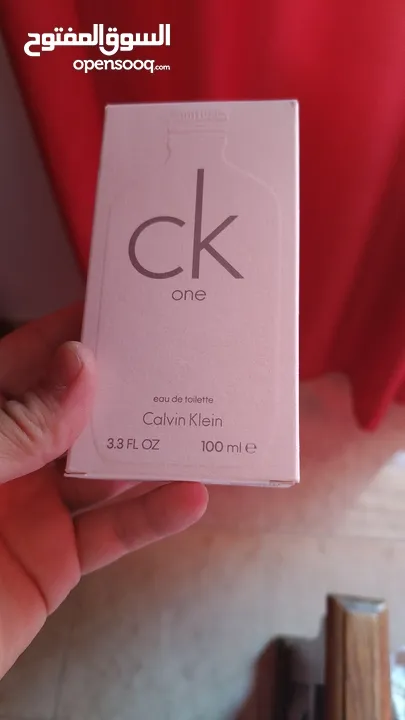 السوق المفتوح
opensooq.com
ck
one
eau de toilette
Calvin Klein
3.3 FL OZ 100 ml e